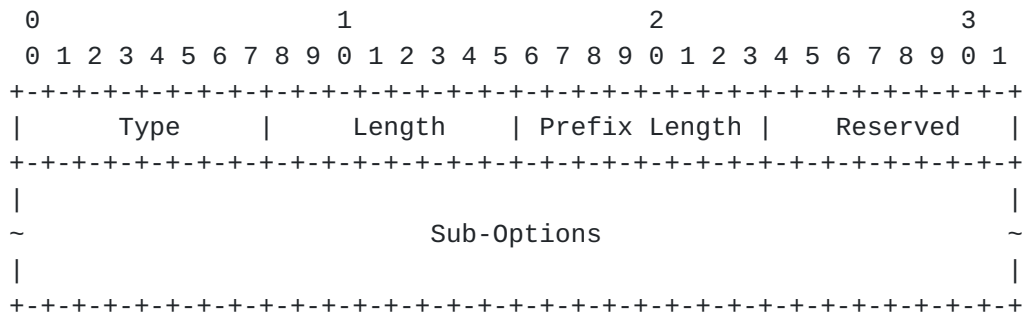 0                   1                   2                   3
 0 1 2 3 4 5 6 7 8 9 0 1 2 3 4 5 6 7 8 9 0 1 2 3 4 5 6 7 8 9 0 1
+-+-+-+-+-+-+-+-+-+-+-+-+-+-+-+-+-+-+-+-+-+-+-+-+-+-+-+-+-+-+-+-+
|      Type     |     Length    | Prefix Length |    Reserved   |
+-+-+-+-+-+-+-+-+-+-+-+-+-+-+-+-+-+-+-+-+-+-+-+-+-+-+-+-+-+-+-+-+
|                                                               |
~                          Sub-Options                          ~
|                                                               |
+-+-+-+-+-+-+-+-+-+-+-+-+-+-+-+-+-+-+-+-+-+-+-+-+-+-+-+-+-+-+-+-+